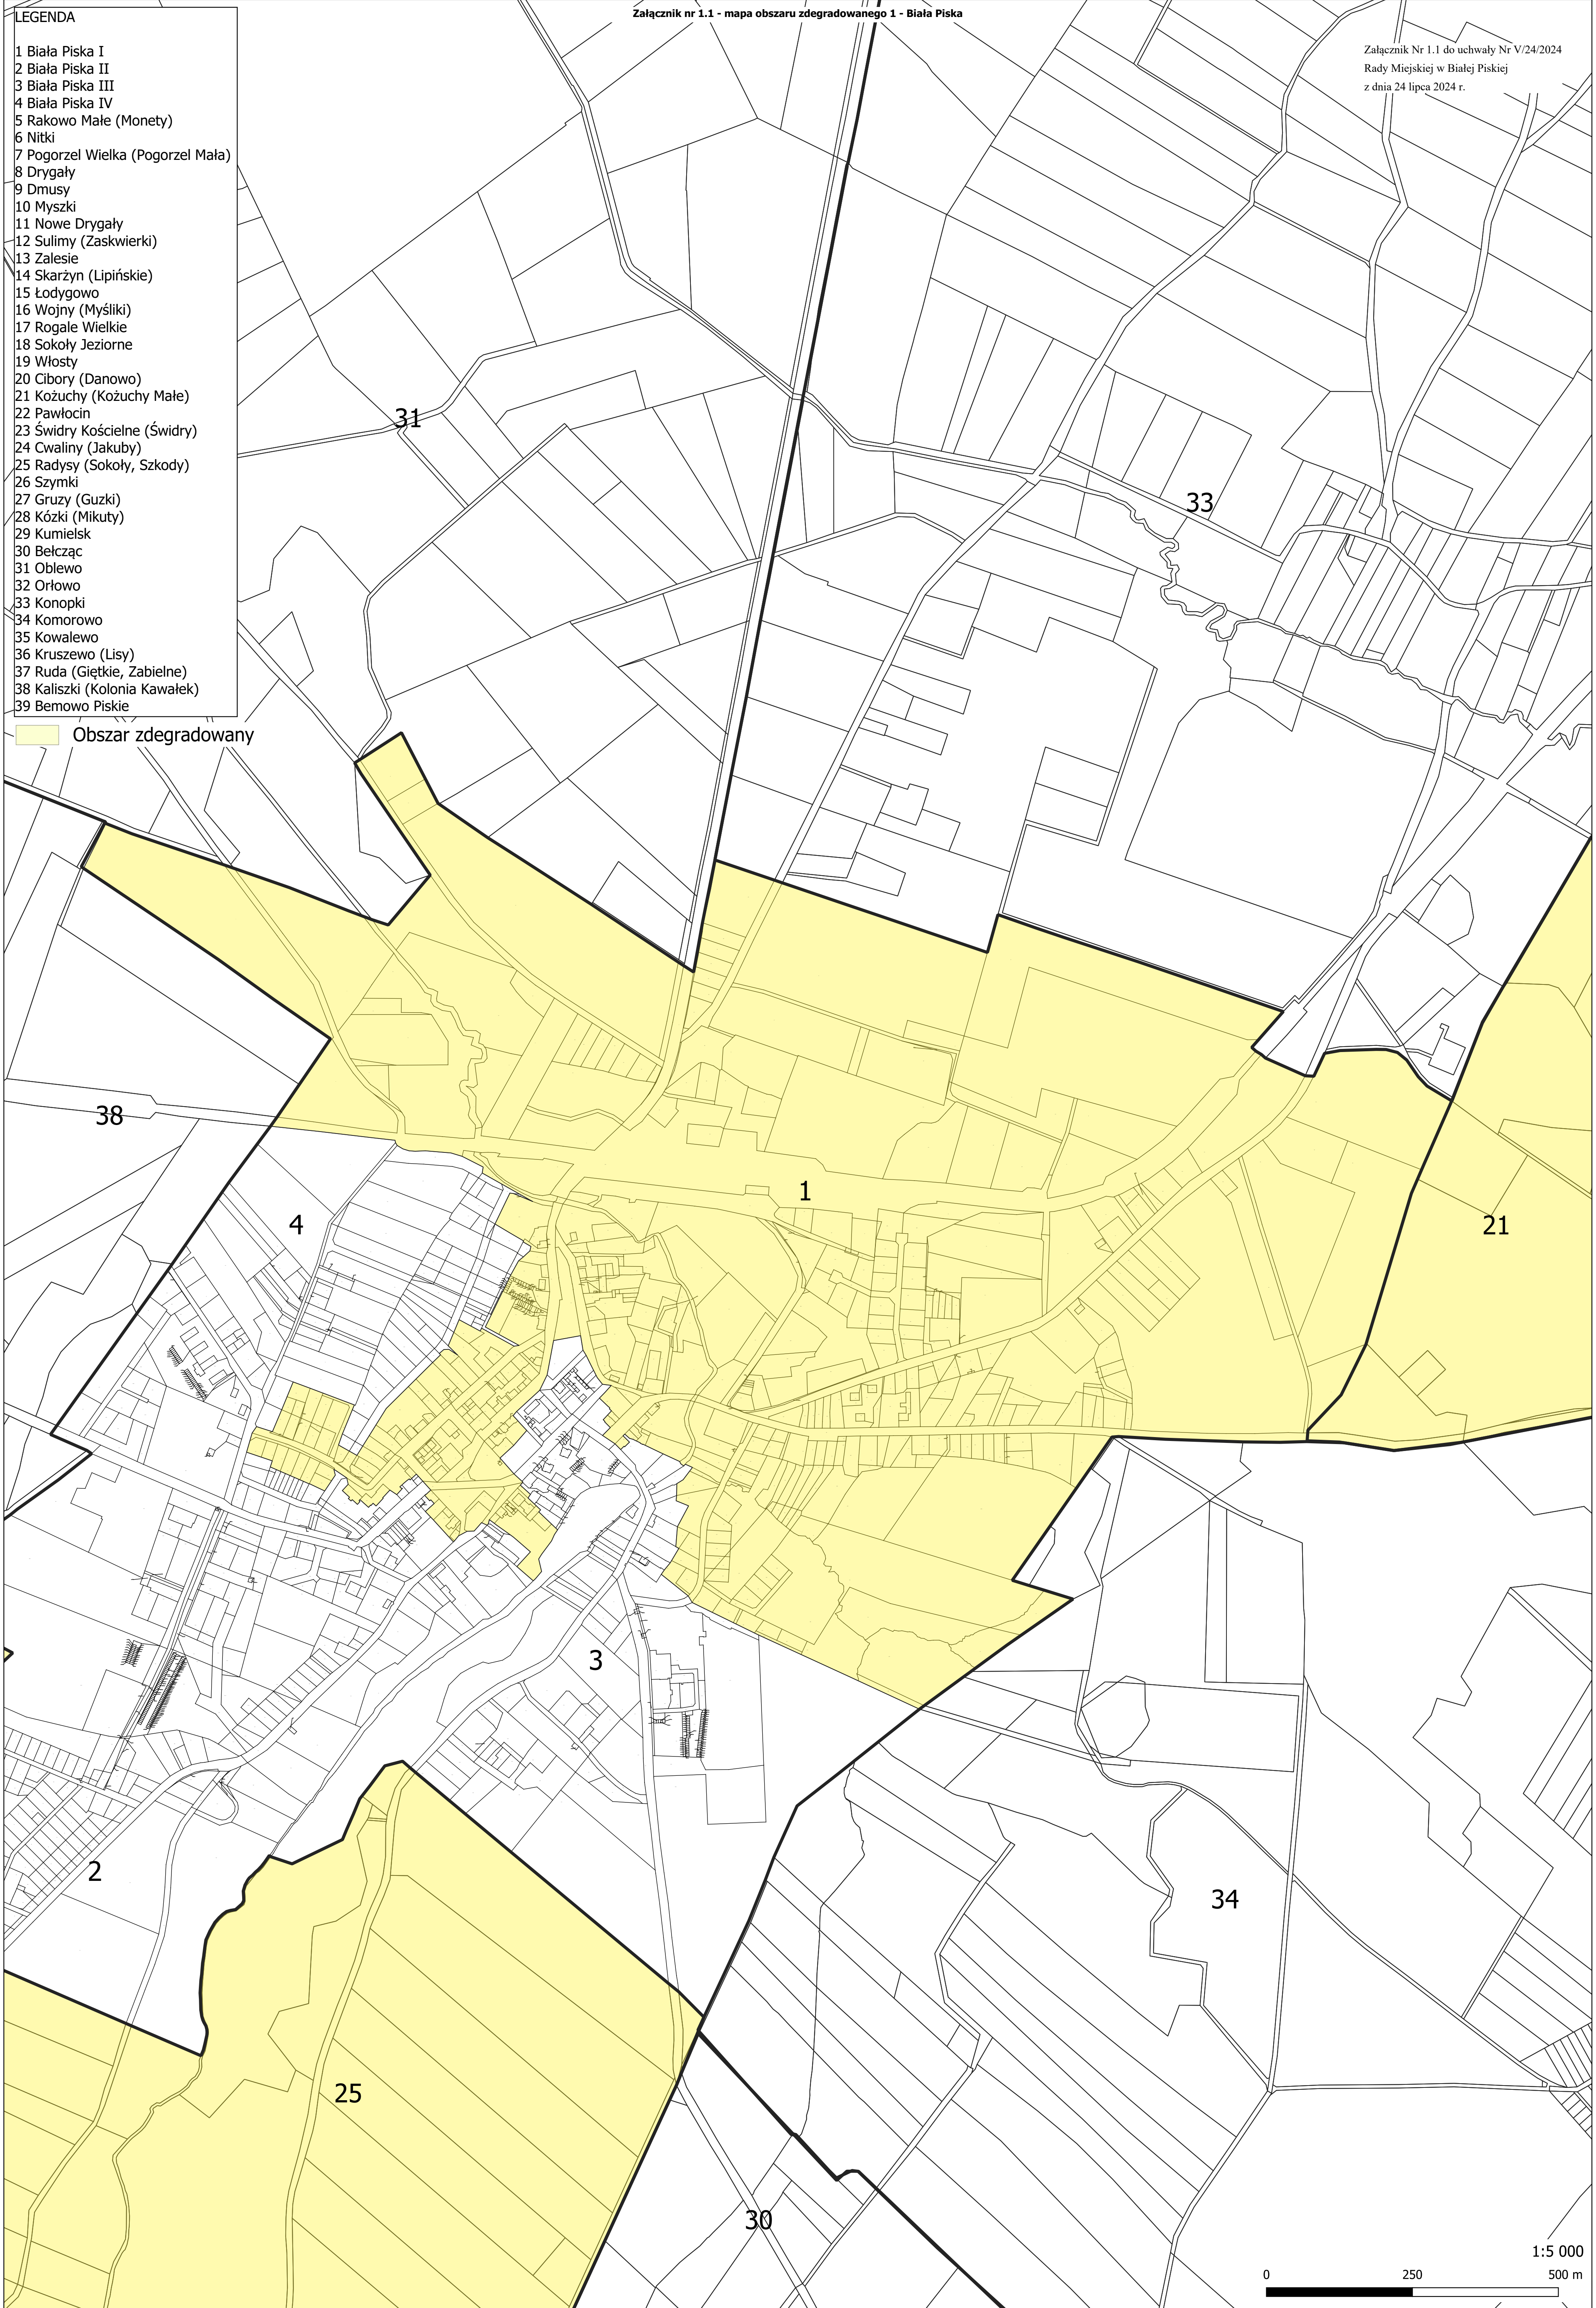 Załącznik nr 1.1 - mapa obszaru zdegradowanego 1 - Biała Piska
Załącznik Nr 1.1 do uchwały Nr V/24/2024
Rady Miejskiej w Białej Piskiej
z dnia 24 lipca 2024 r.
LEGENDA
1 Biała Piska I
2 Biała Piska II
3 Biała Piska III
4 Biała Piska IV
5 Rakowo Małe (Monety)
6 Nitki
7 Pogorzel Wielka (Pogorzel Mała)
8 Drygały
9 Dmusy
10 Myszki
11 Nowe Drygały
12 Sulimy (Zaskwierki)
13 Zalesie
14 Skarżyn (Lipińskie)
15 Łodygowo
16 Wojny (Myśliki)
17 Rogale Wielkie
18 Sokoły Jeziorne
19 Włosty
20 Cibory (Danowo)
21 Kożuchy (Kożuchy Małe)
22 Pawłocin
23 Świdry Kościelne (Świdry)
24 Cwaliny (Jakuby)
25 Radysy (Sokoły, Szkody)
26 Szymki
27 Gruzy (Guzki)
28 Kózki (Mikuty)
29 Kumielsk
30 Bełcząc
31 Oblewo
32 Orłowo
33 Konopki
34 Komorowo
35 Kowalewo
36 Kruszewo (Lisy)
37 Ruda (Giętkie, Zabielne)
38 Kaliszki (Kolonia Kawałek)
39 Bemowo Piskie
Obszar zdegradowany
31
33
38
1
4
21
3
2
34
25
30
1:5 000
0 250 500 m